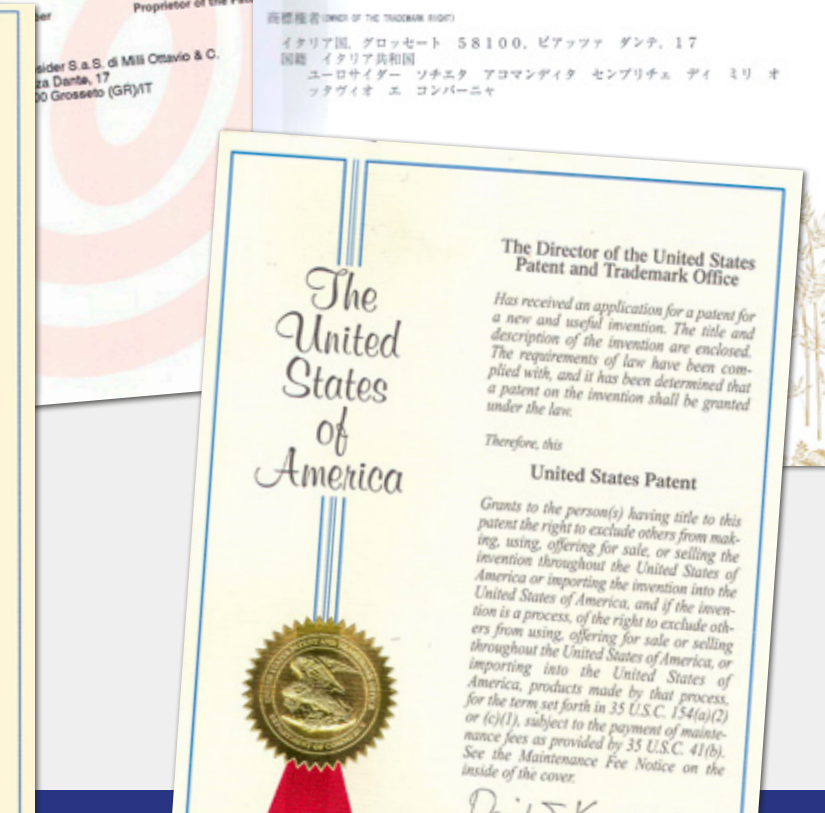 Proprietor of the
sider S.a.S. di Milli Ottavio & C.
za Dante, 17
00 Grosseto (GR)/IT
商標権者(OWNER OF THE TRADEMARK RIGHT)
イタリア国, グロッセート 58100, ピアッツァ ダンテ, 17
国籍 イタリア共和国
ユーロサイダー ソチエタ アコマンディタ センプリチェ ディ ミリ オ
ッタヴィオ エ コンパーニャ
The
United
States
of
America
The Director of the United States
Patent and Trademark Office
Has received an application for a patent for
a new and useful invention. The title and
description of the invention are enclosed.
The requirements of law have been com-
plied with, and it has been determined that
a patent on the invention shall be granted
under the law.
Therefore, this
United States Patent
Grants to the person(s) having title to this
patent the right to exclude others from mak-
ing, using, offering for sale, or selling the
invention throughout the United States of
America or importing the invention into the
United States of America, and if the inven-
tion is a process, of the right to exclude oth-
ers from using, offering for sale or selling
throughout the United States of America, or
importing into the United States of
America, products made by that process,
for the term set forth in 35 U.S.C. 154(a)(2)
or (c)(1), subject to the payment of mainte-
nance fees as provided by 35 U.S.C. 41(b).
See the Maintenance Fee Notice on the
inside of the cover.